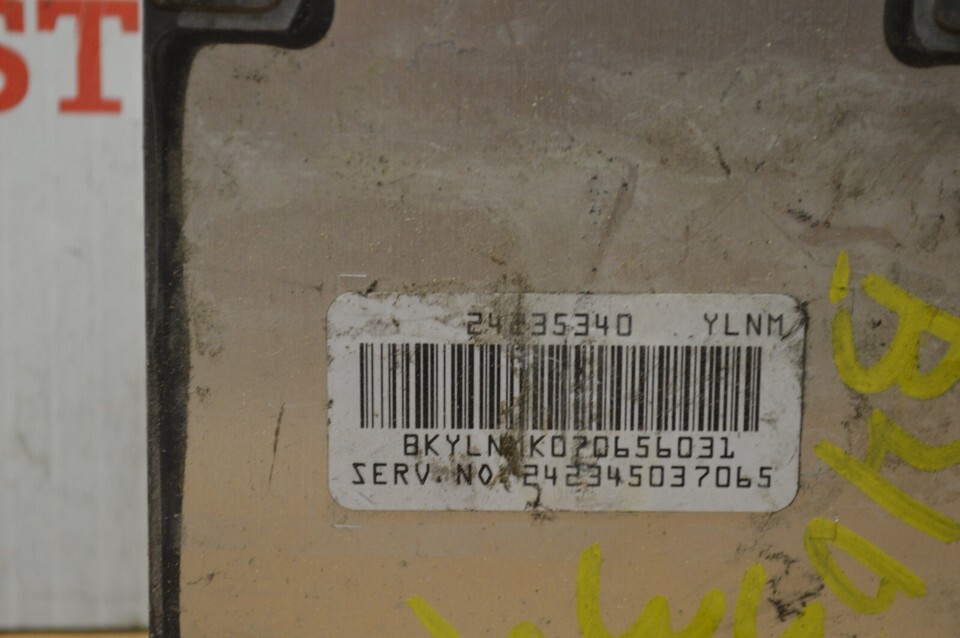 ST
24235340 YLNM
BKYLNMK070656031
SERV. NO. 242345037065